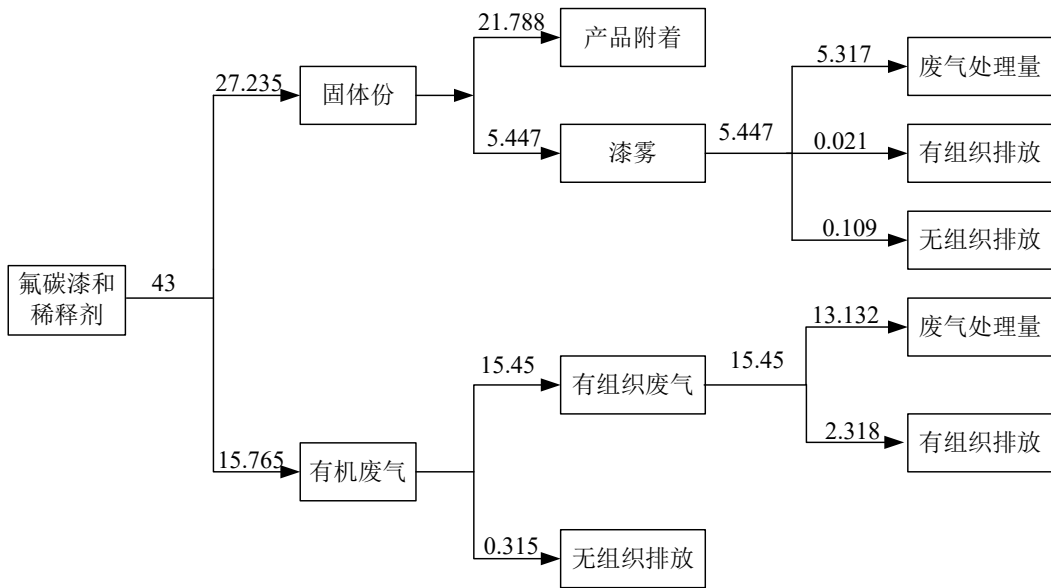 21.788
产品附着
5.317
废气处理量
27.235
固体份
5.447
漆雾
5.447
0.021
有组织排放
0.109
无组织排放
氟碳漆和
稀释剂
43
13.132
废气处理量
15.45
有组织废气
15.45
2.318
有组织排放
15.765
有机废气
0.315
无组织排放